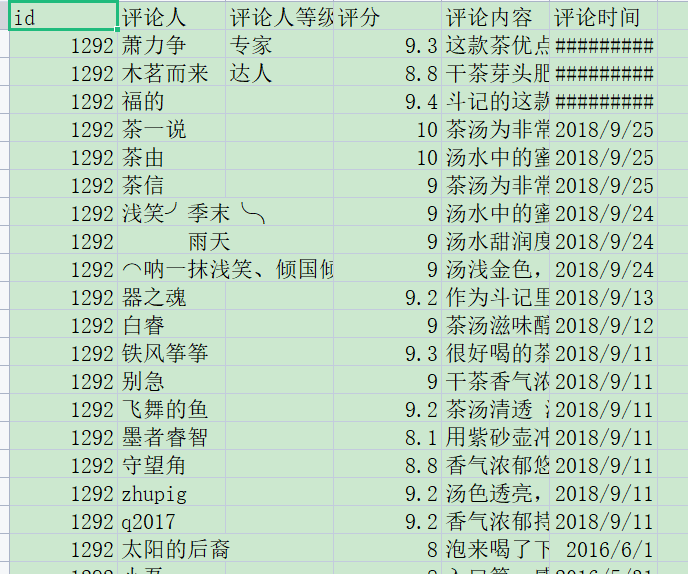 id 评论人 评论人等级 评分 评论内容 评论时间
1292 萧力争 专家 9.3 这款茶优点 #########
1292 木茗而来 达人 8.8 干茶芽头肥 #########
1292 福的 9.4 斗记的这款 #########
1292 茶一说 10 茶汤为非常 2018/9/25
1292 茶由 10 汤水中的蜜 2018/9/25
1292 茶信 9 茶汤为非常 2018/9/25
1292 浅笑╯季末╰╮ 9 汤水中的蜜 2018/9/24
1292 雨天 9 汤水甜润度 2018/9/24
1292 ⌒呐一抹浅笑、倾国倾 9 汤浅金色, 2018/9/24
1292 器之魂 9.2 作为斗记里 2018/9/13
1292 白睿 9 茶汤滋味醇 2018/9/12
1292 铁风筝筝 9.3 很好喝的茶 2018/9/11
1292 别急 9 干茶香气浓 2018/9/11
1292 飞舞的鱼 9.2 茶汤清透 2018/9/11
1292 墨者睿智 8.1 用紫砂壶冲 2018/9/11
1292 守望角 8.8 香气浓郁悠 2018/9/11
1292 zhupig 9.2 汤色透亮, 2018/9/11
1292 q2017 9.2 香气浓郁持 2018/9/11
1292 太阳的后裔 8 泡来喝了下 2016/6/1